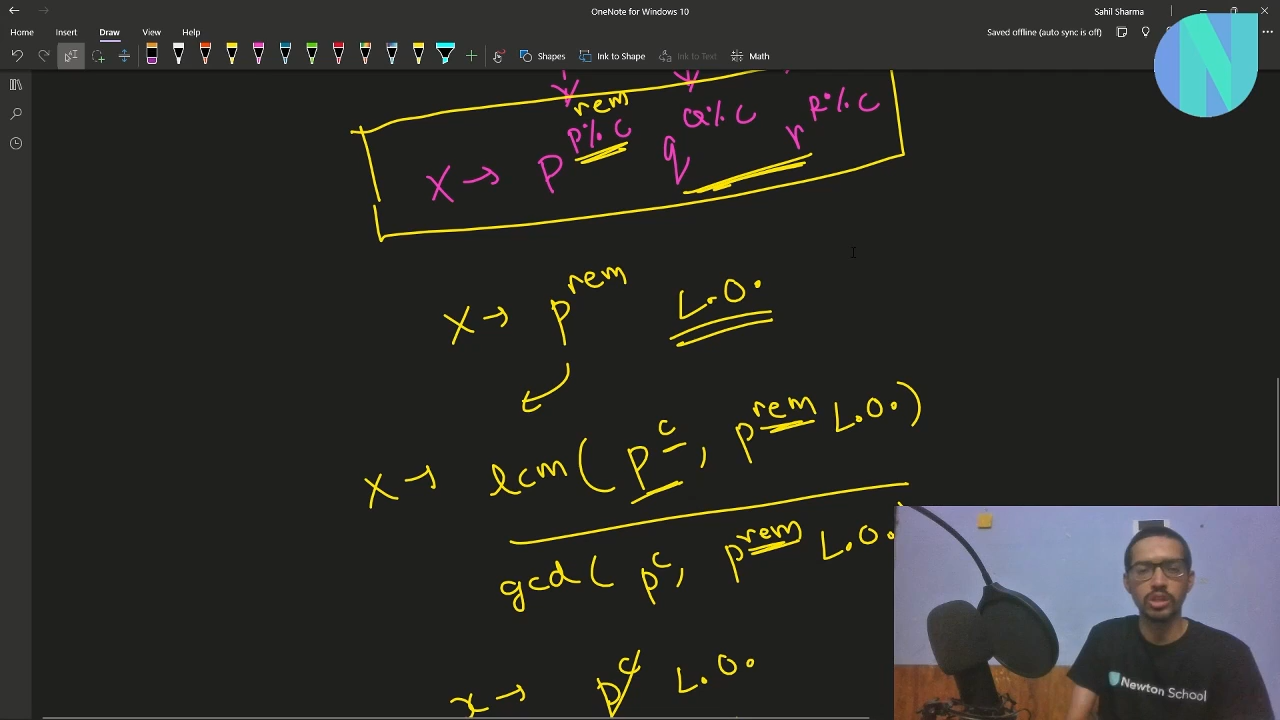 OneNote for Windows 10
Sahil Sharma
Home Insert Draw View Help
Saved offline (auto sync is off)
Shapes Ink to Shape Ink to Text Math
rem
X → p^P%C q^Q%C r^R%C
X → p^rem L.O.
X → lcm( p^c, p^rem L.O.)
gcd( p^c, p^rem L.O.
x → p^c L.O.
Newton School